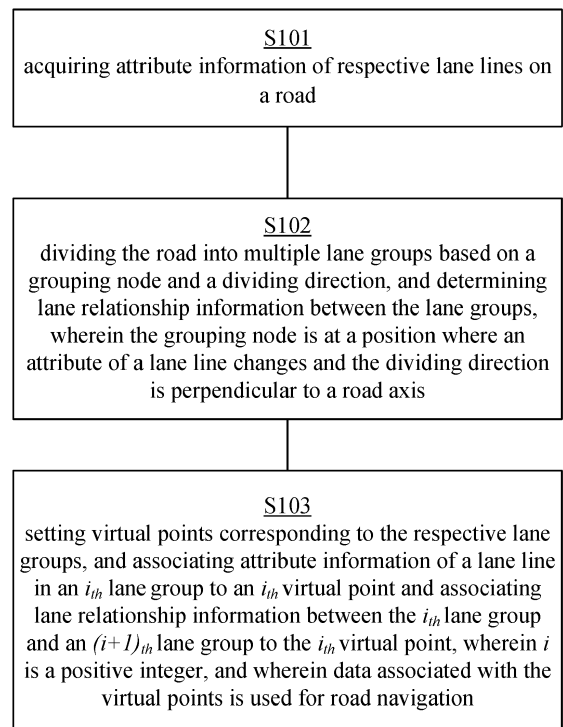 S101
acquiring attribute information of respective lane lines on
a road
S102
dividing the road into multiple lane groups based on a
grouping node and a dividing direction, and determining
lane relationship information between the lane groups,
wherein the grouping node is at a position where an
attribute of a lane line changes and the dividing direction
is perpendicular to a road axis
S103
setting virtual points corresponding to the respective lane
groups, and associating attribute information of a lane line
in an i_th lane group to an i_th virtual point and associating
lane relationship information between the i_th lane group
and an (i+1)_th lane group to the i_th virtual point, wherein i
is a positive integer, and wherein data associated with the
virtual points is used for road navigation